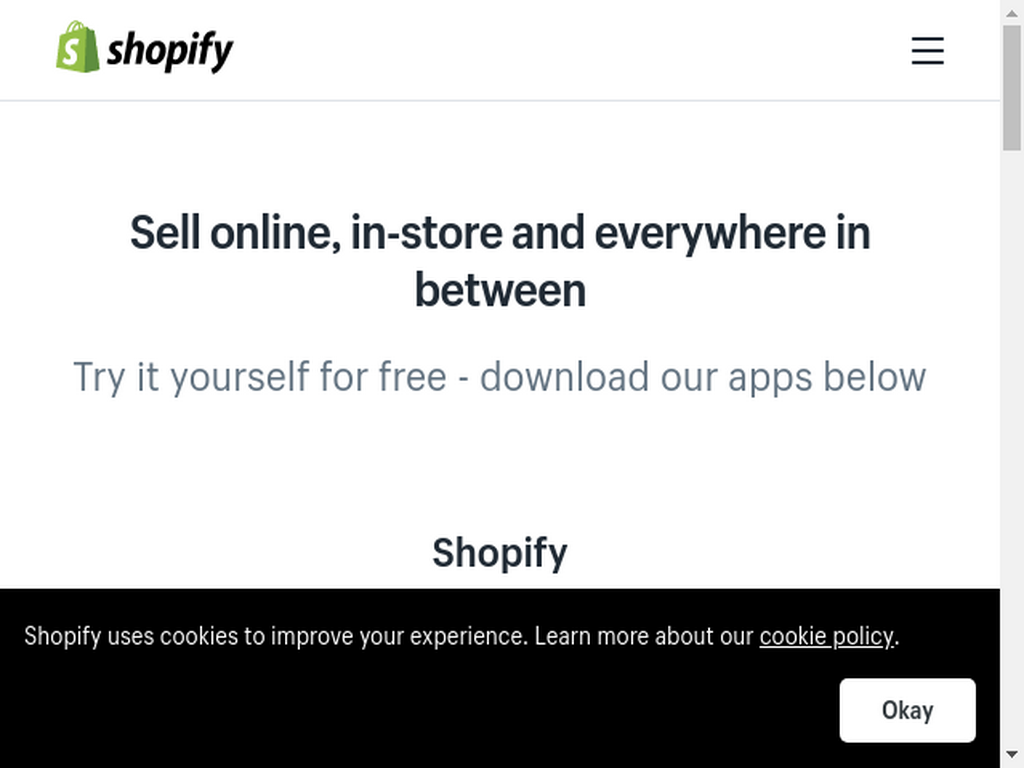 shopify
Sell online, in-store and everywhere in
between
Try it yourself for free - download our apps below
Shopify
Shopify uses cookies to improve your experience. Learn more about our cookie policy.
Okay